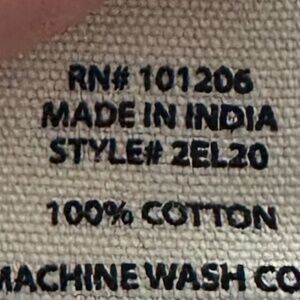 RN# 101206
MADE IN INDIA
STYLE# 2EL20
100% COTTON
MACHINE WASH CO